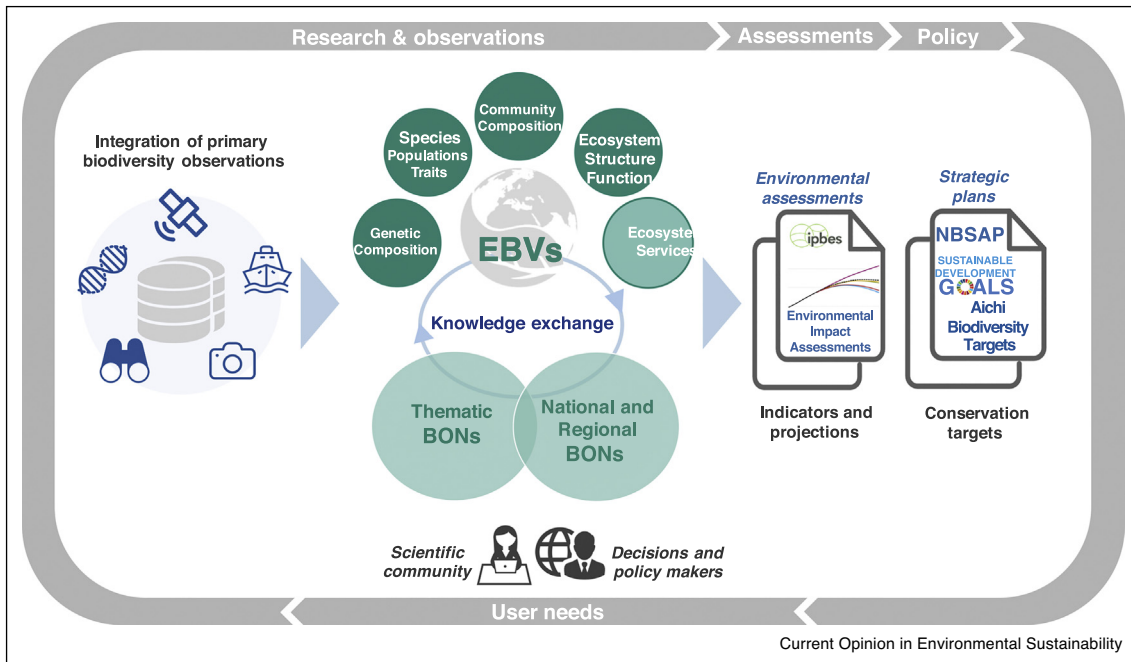 Research & observations
Assessments
Policy
Integration of primary
biodiversity observations
Genetic
Composition
Species
Populations
Traits
Community
Composition
Ecosystem
Structure
Function
Ecosystem
Services
EBVs
Knowledge exchange
Thematic
BONs
National and
Regional
BONs
Environmental
assessments
ipbes
Environmental
Impact
Assessments
Indicators and
projections
Strategic
plans
NBSAP
SUSTAINABLE
DEVELOPMENT
GOALS
Aichi
Biodiversity
Targets
Conservation
targets
Scientific
community
Decisions and
policy makers
User needs
Current Opinion in Environmental Sustainability